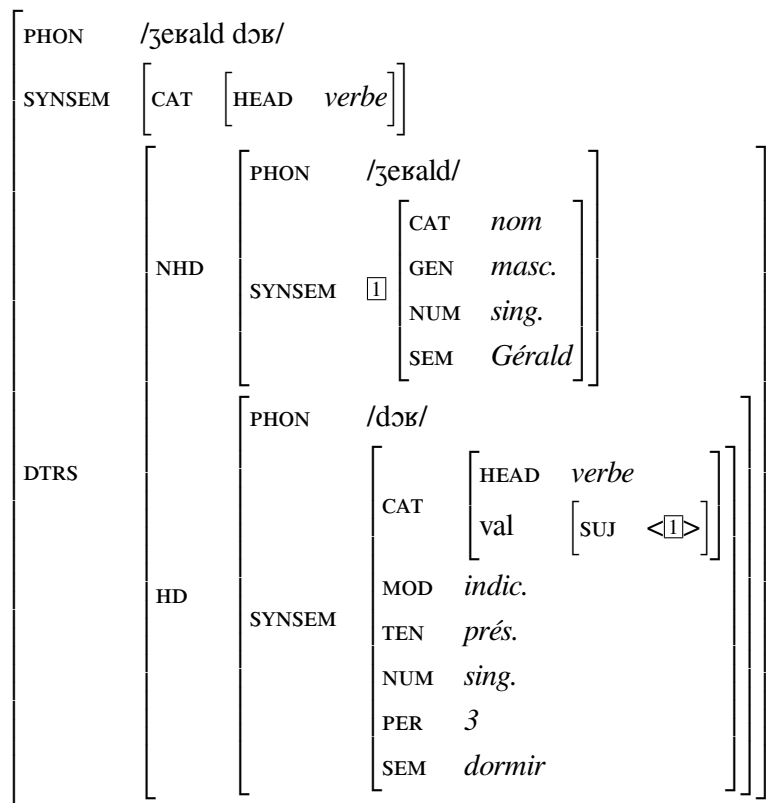 PHON /ʒeʁald dɔʁ/
SYNSEM CAT HEAD verbe
PHON /ʒeʁald/
CAT nom
GEN masc.
NHD
SYNSEM 1
NUM sing.
SEM Gérald
PHON /dɔʁ/
HEAD verbe
DTRS
CAT
val SUJ <1>
MOD indic.
HD
SYNSEM
TEN prés.
NUM sing.
PER 3
SEM dormir